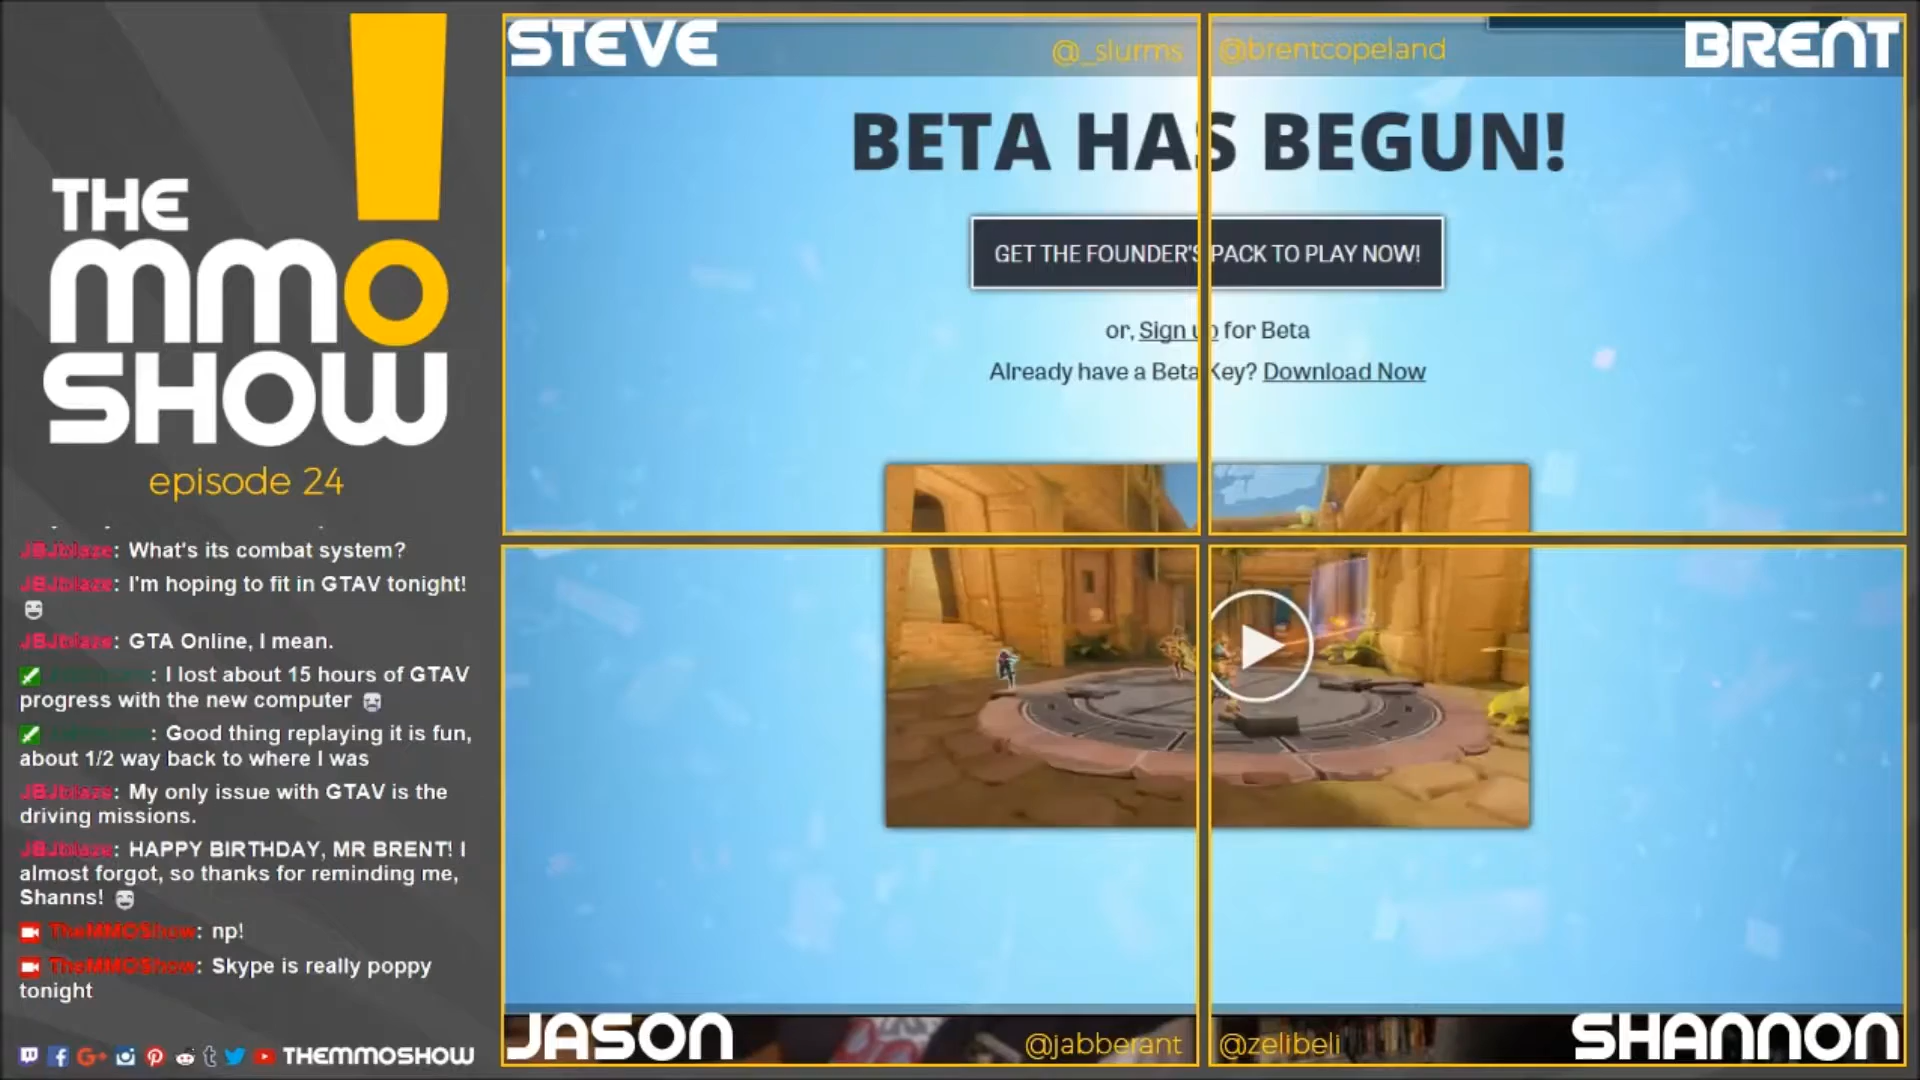 THE
MMO
SHOW
episode 24
JBJblaze: What's its combat system?
JBJblaze: I'm hoping to fit in GTAV tonight!
JBJblaze: GTA Online, I mean.
: I lost about 15 hours of GTAV
progress with the new computer
: Good thing replaying it is fun,
about 1/2 way back to where I was
JBJblaze: My only issue with GTAV is the
driving missions.
JBJblaze: HAPPY BIRTHDAY, MR BRENT! I
almost forgot, so thanks for reminding me,
Shanns!
TheMMOShow: np!
TheMMOShow: Skype is really poppy
tonight
THEMMOSHOW
STEVE
@_slurms
@brentcopeland
BRENT
BETA HAS BEGUN!
GET THE FOUNDER'S PACK TO PLAY NOW!
or, Sign up for Beta
Already have a Beta Key? Download Now
JASON
@jabberant
@zelibeli
SHANNON